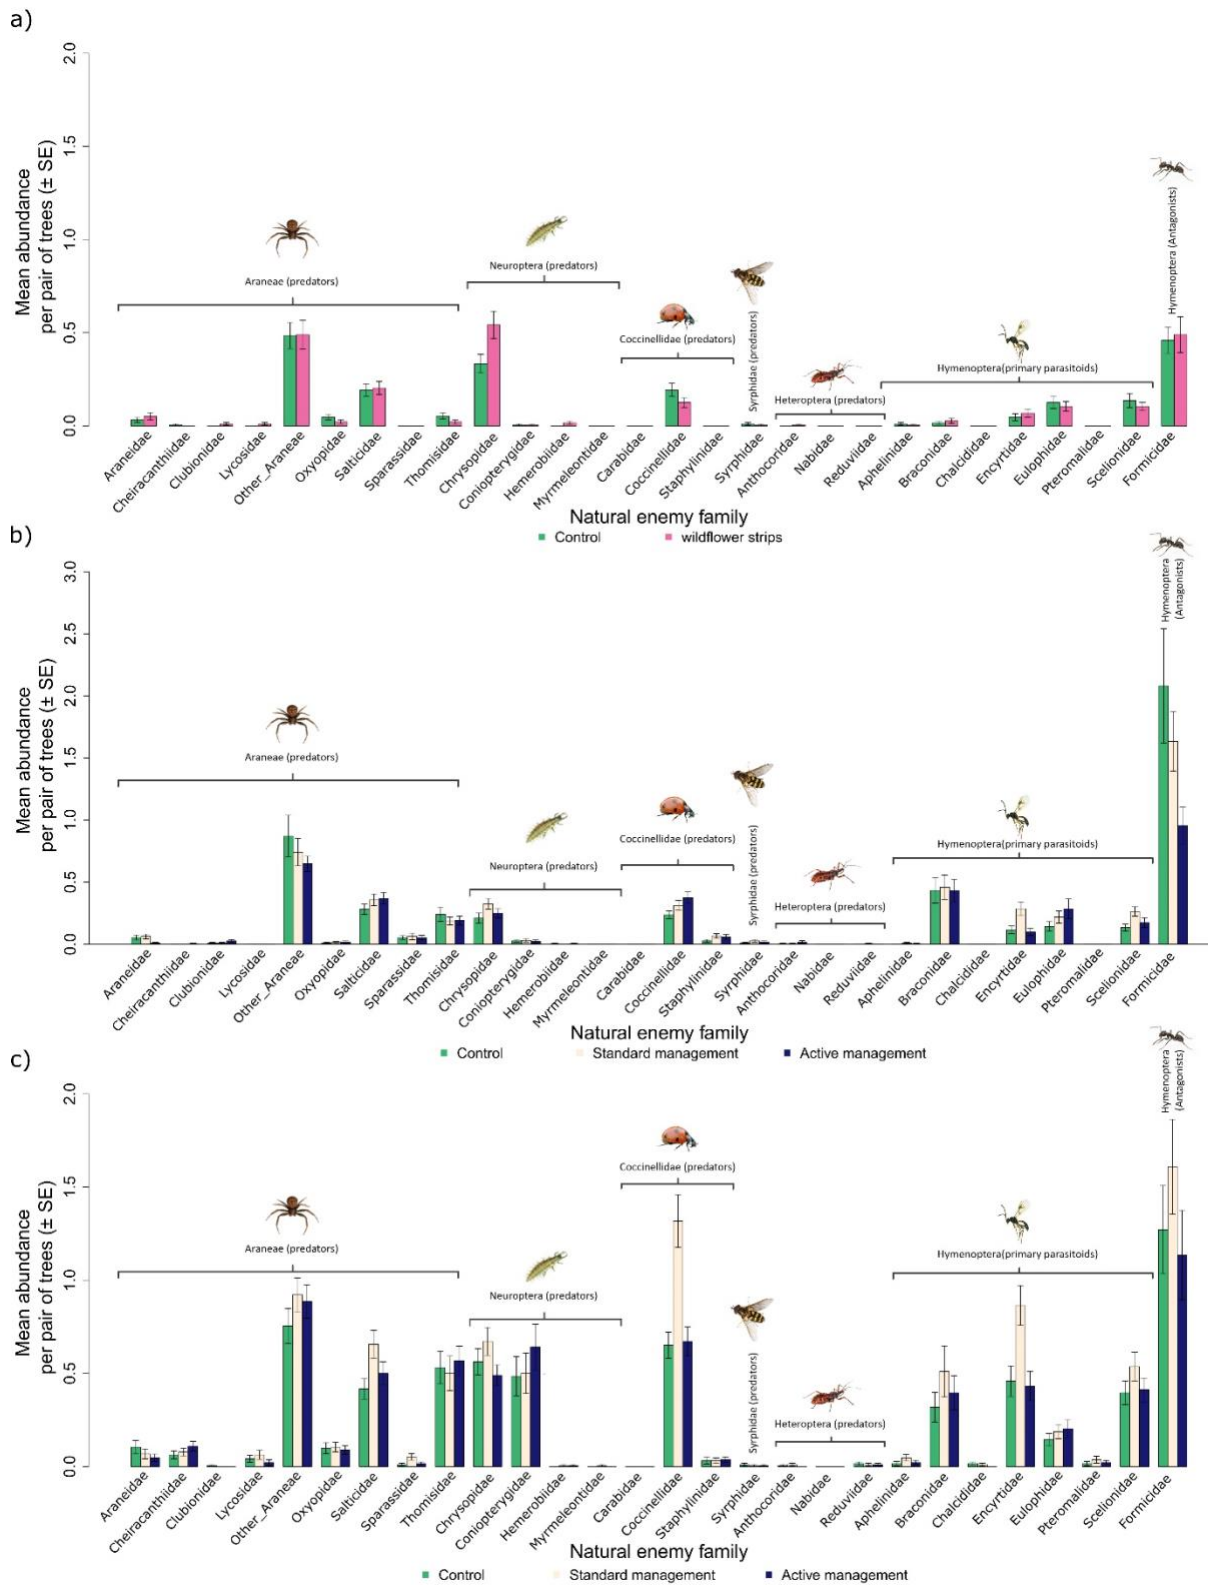 a)
Mean abundance
per pair of trees (± SE)
2.0
1.5
1.0
0.5
0.0
Araneae (predators)
Neuroptera (predators)
Coccinellidae (predators)
Syrphidae (predators)
Heteroptera (predators)
Hymenoptera(primary parasitoids)
Hymenoptera (Antagonists)
Araneidae
Cheiracanthiidae
Clubionidae
Lycosidae
Other_Araneae
Oxyopidae
Salticidae
Sparassidae
Thomisidae
Chrysopidae
Coniopterygidae
Hemerobiidae
Myrmeleontidae
Carabidae
Coccinellidae
Staphylinidae
Syrphidae
Anthocoridae
Nabidae
Reduviidae
Aphelinidae
Braconidae
Chalcididae
Encyrtidae
Eulophidae
Pteromalidae
Scelionidae
Formicidae
Natural enemy family
Control
wildflower strips
b)
Mean abundance
per pair of trees (± SE)
3.0
2.5
2.0
1.5
1.0
0.5
0.0
Araneae (predators)
Neuroptera (predators)
Coccinellidae (predators)
Syrphidae (predators)
Heteroptera (predators)
Hymenoptera(primary parasitoids)
Hymenoptera
(Antagonists)
Araneidae
Cheiracanthiidae
Clubionidae
Lycosidae
Other_Araneae
Oxyopidae
Salticidae
Sparassidae
Thomisidae
Chrysopidae
Coniopterygidae
Hemerobiidae
Myrmeleontidae
Carabidae
Coccinellidae
Staphylinidae
Syrphidae
Anthocoridae
Nabidae
Reduviidae
Aphelinidae
Braconidae
Chalcididae
Encyrtidae
Eulophidae
Pteromalidae
Scelionidae
Formicidae
Natural enemy family
Control
Standard management
Active management
c)
Mean abundance
per pair of trees (± SE)
2.0
1.5
1.0
0.5
0.0
Araneae (predators)
Neuroptera (predators)
Coccinellidae (predators)
Syrphidae (predators)
Heteroptera (predators)
Hymenoptera(primary parasitoids)
Hymenoptera
(Antagonists)
Araneidae
Cheiracanthiidae
Clubionidae
Lycosidae
Other_Araneae
Oxyopidae
Salticidae
Sparassidae
Thomisidae
Chrysopidae
Coniopterygidae
Hemerobiidae
Myrmeleontidae
Carabidae
Coccinellidae
Staphylinidae
Syrphidae
Anthocoridae
Nabidae
Reduviidae
Aphelinidae
Braconidae
Chalcididae
Encyrtidae
Eulophidae
Pteromalidae
Scelionidae
Formicidae
Natural enemy family
Control
Standard management
Active management